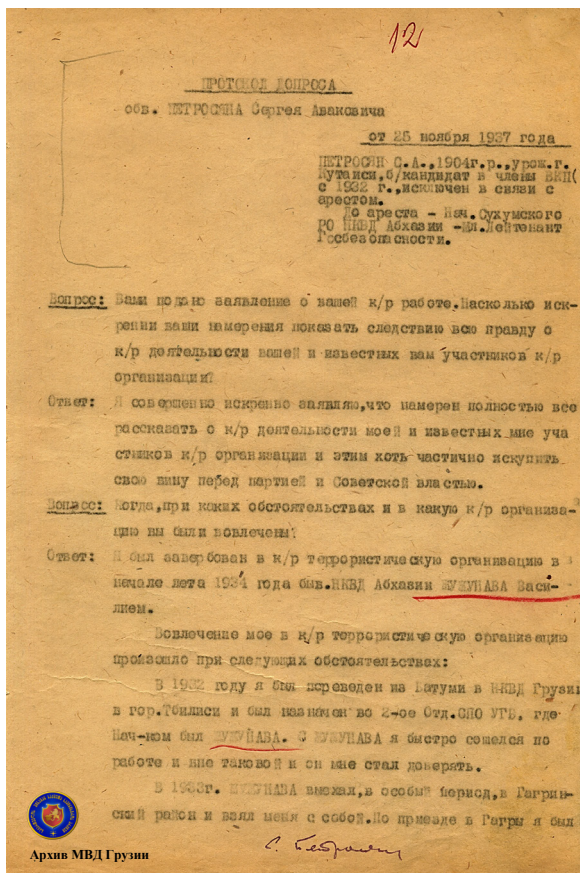 12
ПРОТОКОЛ ДОПРОСА
обв. ПЕТРОСЯНА Сергея Аваковича
от 25 ноября 1937 года
ПЕТРОСЯН С.А.,1904г.р.,урож.г.
Кутаиси,б/кандидат в члены ВКП(
с 1932 г.,исключен в связи с
арестом.
До ареста - Нач.Сухумского
РО НКВД Абхазии -мл.Лейтенант
Госбезопасности.
Вопрос: Вами подано заявление о вашей к/р работе.Насколько иск-
рении ваши намерения показать следствию всю правду о
к/р деятельности вашей и известных вам участников к/р
организации?
Ответ: Я совершенно искренно заявляю,что намерен полностью все
рассказать о к/р деятельности моей и известных мне уча
стников к/р организации и этим хоть частично искупить
свою вину перед партией и Советской властью.
Вопрос: Когда,при каких обстоятельствах и в какую к/р организа-
цию вы были вовлечены?
Ответ: Я был завербован в к/р террористическую организацию в
начале лета 1934 года быв.НКВД Абхазии ЖУЖУНАВА Васи-
лием.
Вовлечение мое в к/р террористическую организацию
произошло при следующих обстоятельствах:
В 1932 году я был переведен из Батуми в НКВД Грузии
в гор.Тбилиси и был назначен во 2-ое Отд.СПО УГБ, где
Нач-ком был ЖУЖУНАВА. С ЖУЖУНАВА я быстро сошелся по
работе и вне таковой и он мне стал доверять.
В 1933г. ЖУЖУНАВА выезжал,в особый период,в Гагрин-
ский район и взял меня с собой.По приезде в Гагры я был
С. Петросян
Архив МВД Грузии